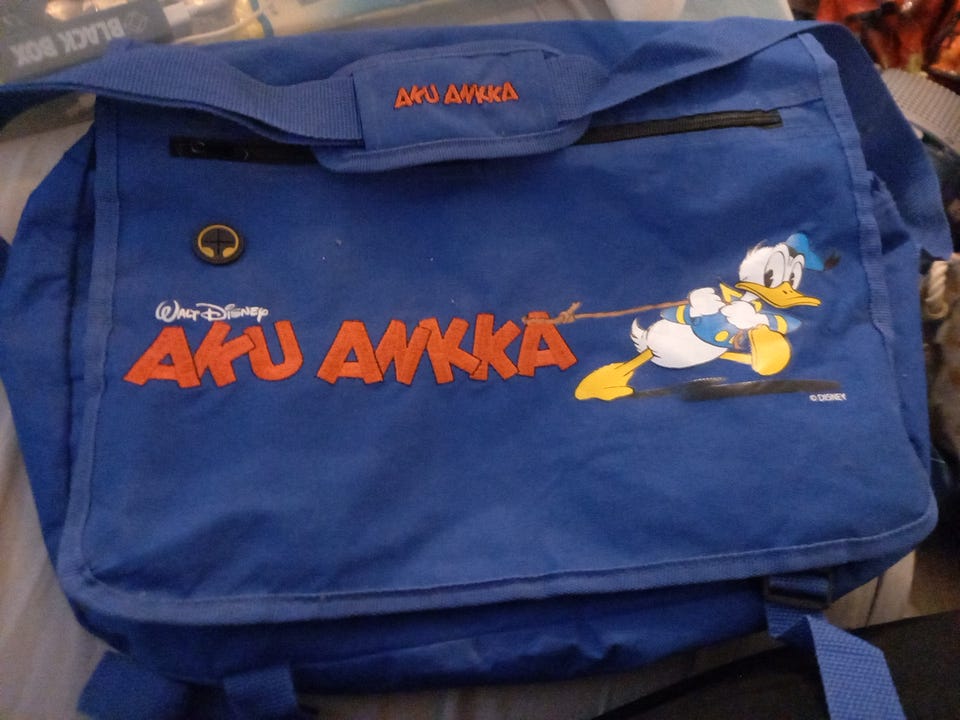 BLACK BOX
AKU ANKKA
WALT DISNEY
AKU ANKKA
© DISNEY